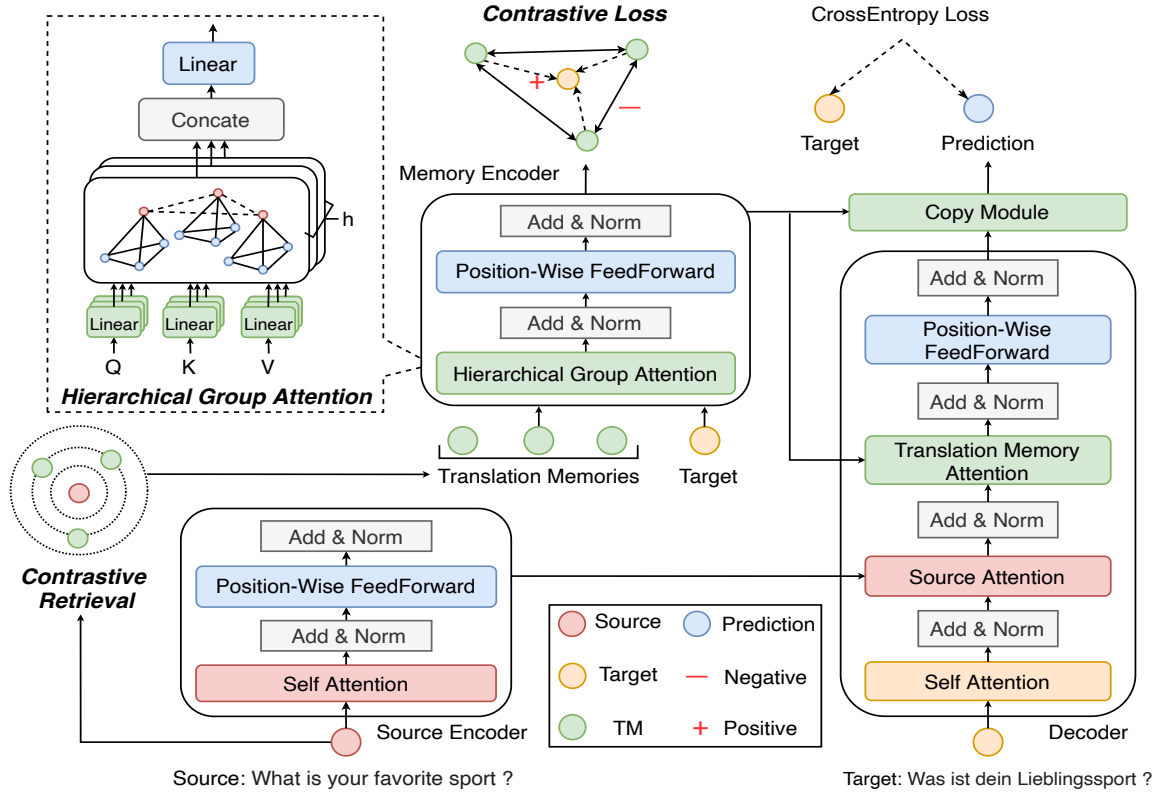 Contrastive Loss
CrossEntropy Loss
Linear
Concate
h
Linear
Linear
Linear
Q
K
V
Hierarchical Group Attention
+
—
Target
Prediction
Memory Encoder
Add & Norm
Position-Wise FeedForward
Add & Norm
Hierarchical Group Attention
Translation Memories
Target
Copy Module
Add & Norm
Position-Wise
FeedForward
Add & Norm
Translation Memory
Attention
Add & Norm
Source Attention
Add & Norm
Self Attention
Decoder
Contrastive
Retrieval
Add & Norm
Position-Wise FeedForward
Add & Norm
Self Attention
Source Encoder
Source
Prediction
Target
— Negative
TM
+ Positive
Source: What is your favorite sport ?
Target: Was ist dein Lieblingssport ?